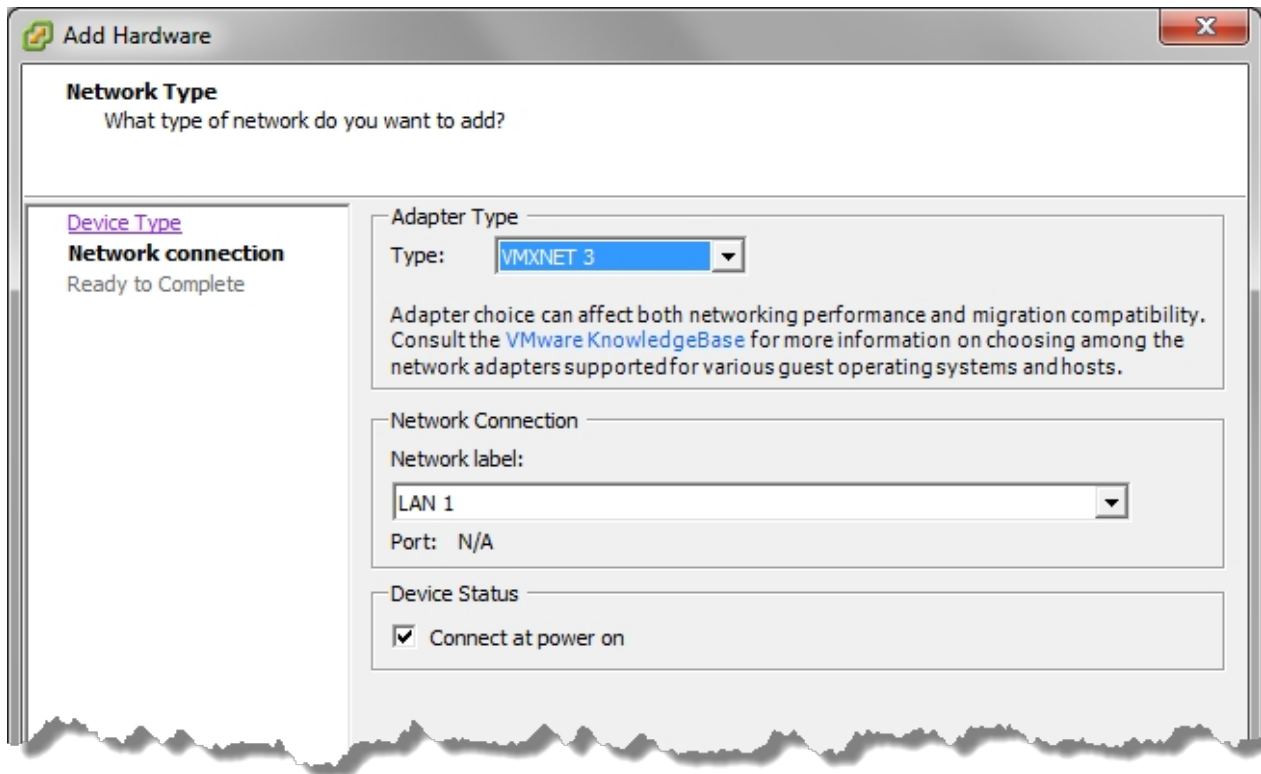 Add Hardware
Network Type
What type of network do you want to add?
Device Type
Network connection
Ready to Complete
Adapter Type
Type: VMXNET 3
Adapter choice can affect both networking performance and migration compatibility.
Consult the VMware KnowledgeBase for more information on choosing among the
network adapters supported for various guest operating systems and hosts.
Network Connection
Network label:
LAN 1
Port: N/A
Device Status
Connect at power on